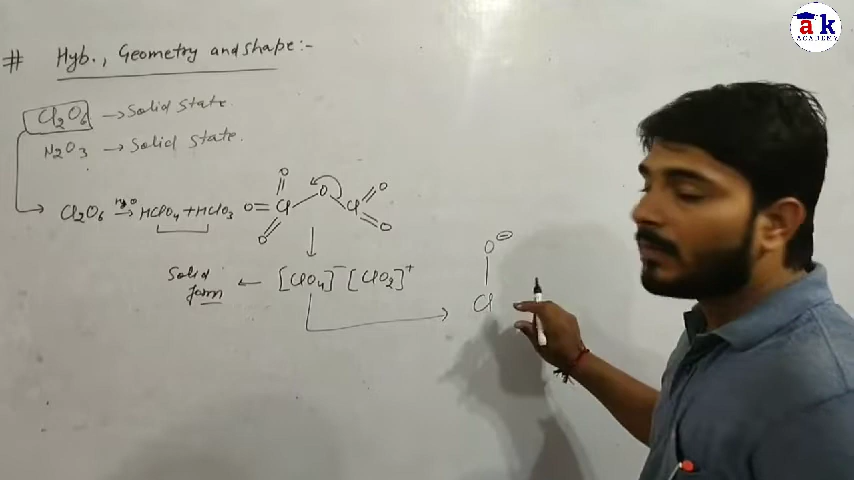 # Hyb., Geometry and shape:-
Cl2O6 → Solid state.
N2O3 → Solid state.
Cl2O6 H2O→ HClO4 + HClO3
O
O = Cl O Cl O
O O
Solid form ← [ClO4]⁻ [ClO2]⁺
O ⊖
Cl
ak
ACADEMY